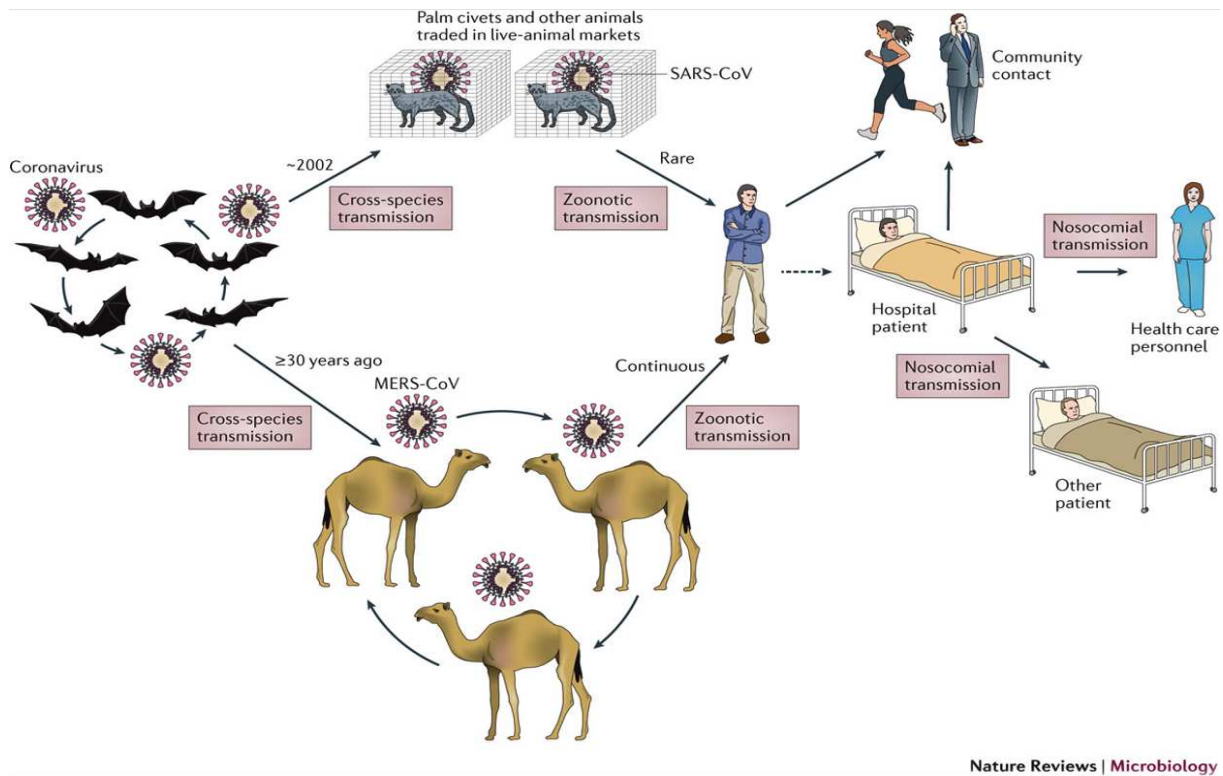 Palm civets and other animals
traded in live-animal markets
SARS-CoV
Community
contact
Coronavirus
~2002
Cross-species
transmission
Rare
Zoonotic
transmission
Nosocomial
transmission
Hospital
patient
Health care
personnel
≥30 years ago
MERS-CoV
Continuous
Cross-species
transmission
Zoonotic
transmission
Nosocomial
transmission
Other
patient
Nature Reviews | Microbiology